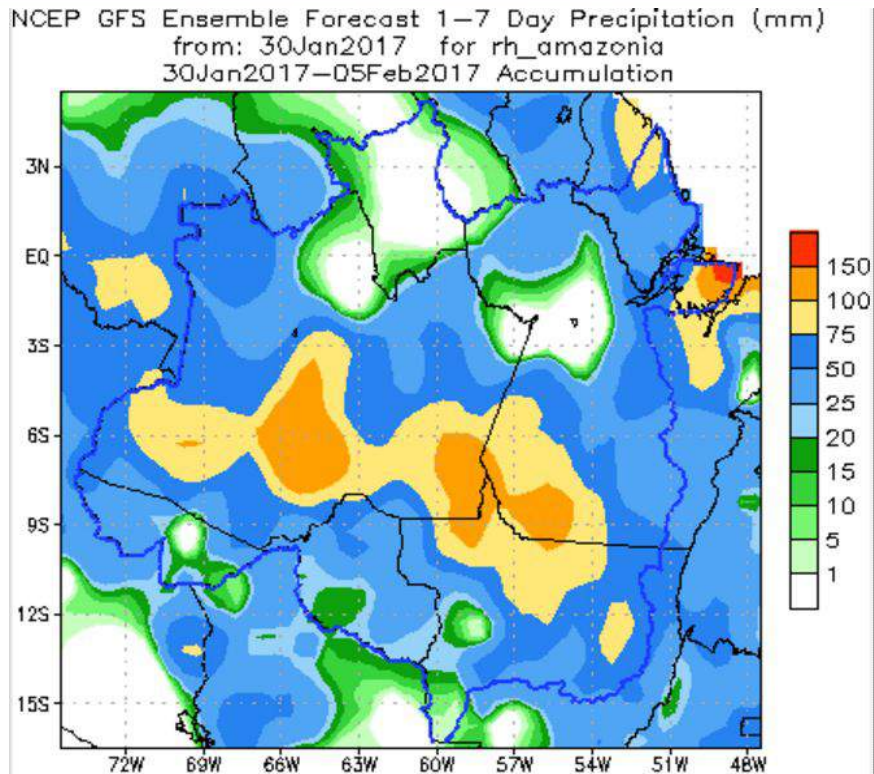 NCEP GFS Ensemble Forecast 1–7 Day Precipitation (mm)
from: 30Jan2017 for rh_amazonia
30Jan2017–05Feb2017 Accumulation
3N
EQ
3S
6S
9S
12S
15S
72W 69W 66W 63W 60W 57W 54W 51W 48W
150
100
75
50
25
20
15
10
5
1